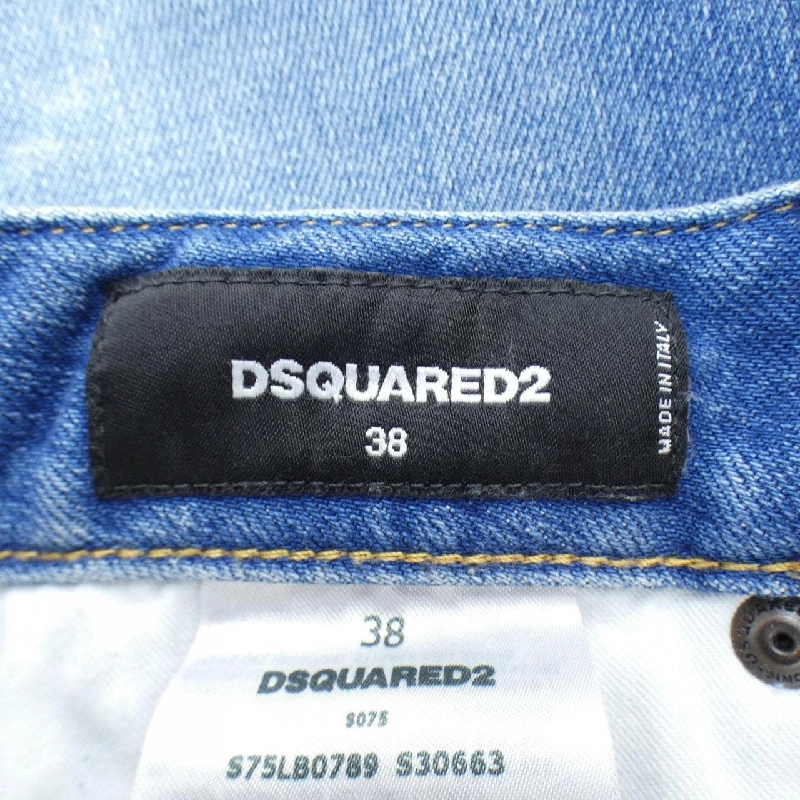 DSQUARED2
38
MADE IN ITALY
38
DSQUARED2
S075
S75LB0789 S30663